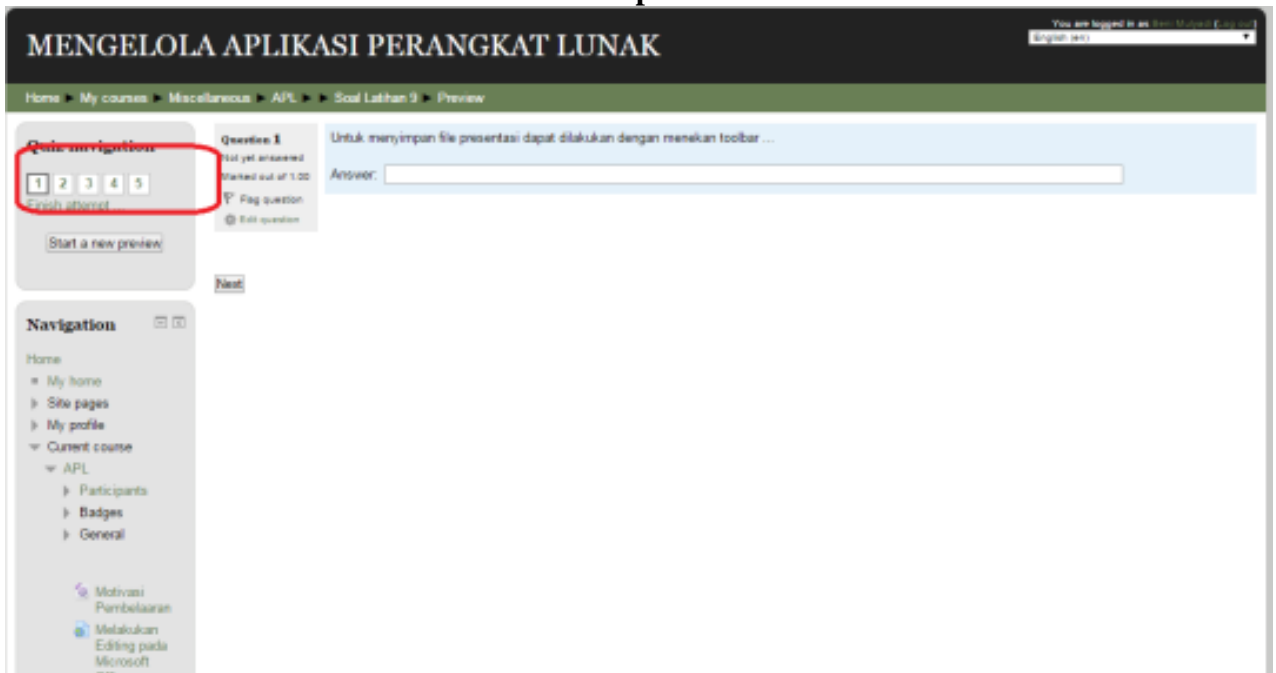 You are logged in as Beni Mulyadi (Log out)
MENGELOLA APLIKASI PERANGKAT LUNAK
English (en)
Home ► My courses ► Miscellaneous ► APL ► ► Soal Latihan 9 ► Preview
Quiz navigation
1 2 3 4 5
Finish attempt ...
Start a new preview
Question 1
Not yet answered
Marked out of 1.00
Flag question
Edit question
Untuk menyimpan file presentasi dapat dilakukan dengan menekan toolbar ...
Answer:
Next
Navigation
Home
My home
Site pages
My profile
Current course
APL
Participants
Badges
General
Motivasi
Pembelaaran
Melakukan
Editing pada
Microsoft